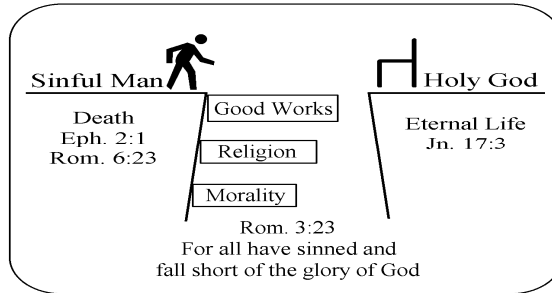 Sinful Man
Holy God
Death
Eph. 2:1
Rom. 6:23
Good Works
Religion
Morality
Eternal Life
Jn. 17:3
Rom. 3:23
For all have sinned and
fall short of the glory of God